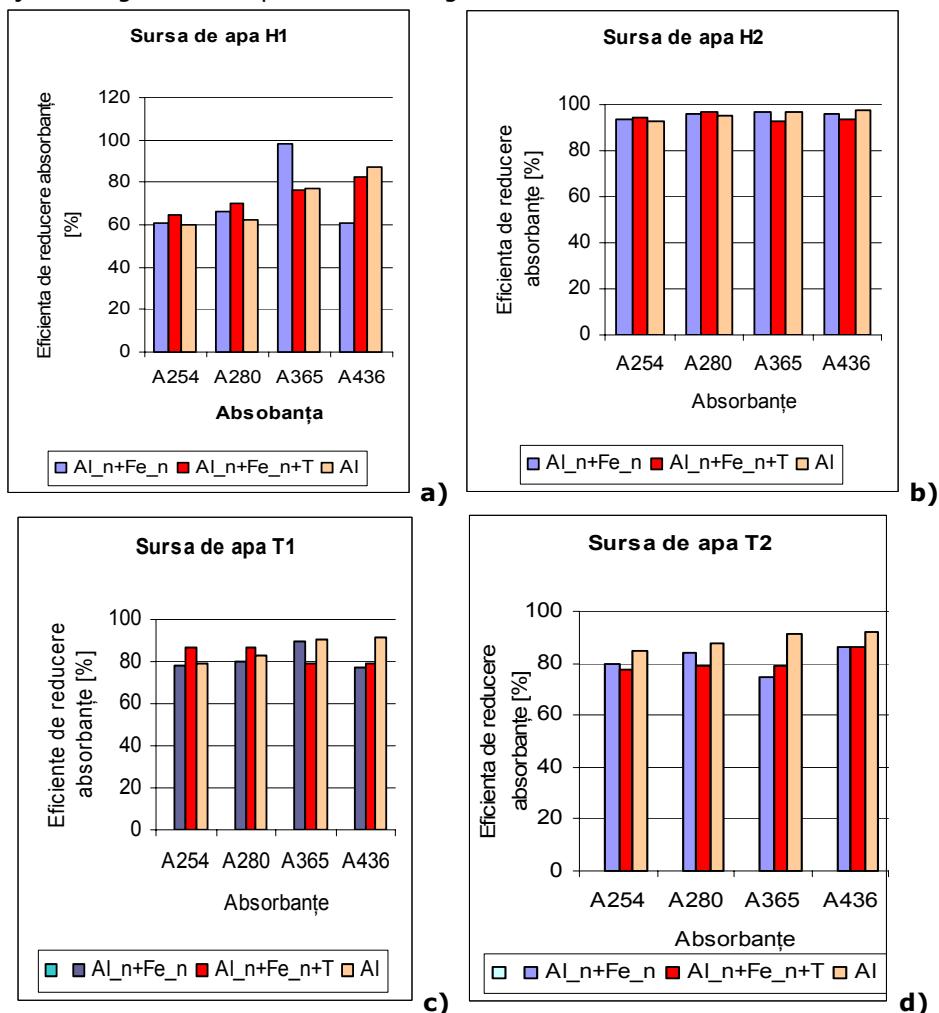 Sursa de apa H1
Eficienta de reducere absorbanțe
[%]
120
100
80
60
40
20
0
A254 A280 A365 A436
Absobanța
Al_n+Fe_n Al_n+Fe_n+T Al
a)
Sursa de apa H2
Eficienta de reducere
absorbanțe [%]
100
80
60
40
20
0
A254 A280 A365 A436
Absorbanțe
Al_n+Fe_n Al_n+Fe_n+T Al
b)
Sursa de apa T1
Eficiente de reducere
absorbanțe [%]
100
80
60
40
20
0
A254 A280 A365 A436
Absorbanțe
Al_n+Fe_n Al_n+Fe_n+T Al
c)
Sursa de apa T2
Eficienta de reducere
absorbanțe [%]
100
80
60
40
20
0
A254 A280 A365 A436
Absorbanțe
Al_n+Fe_n Al_n+Fe_n+T Al
d)